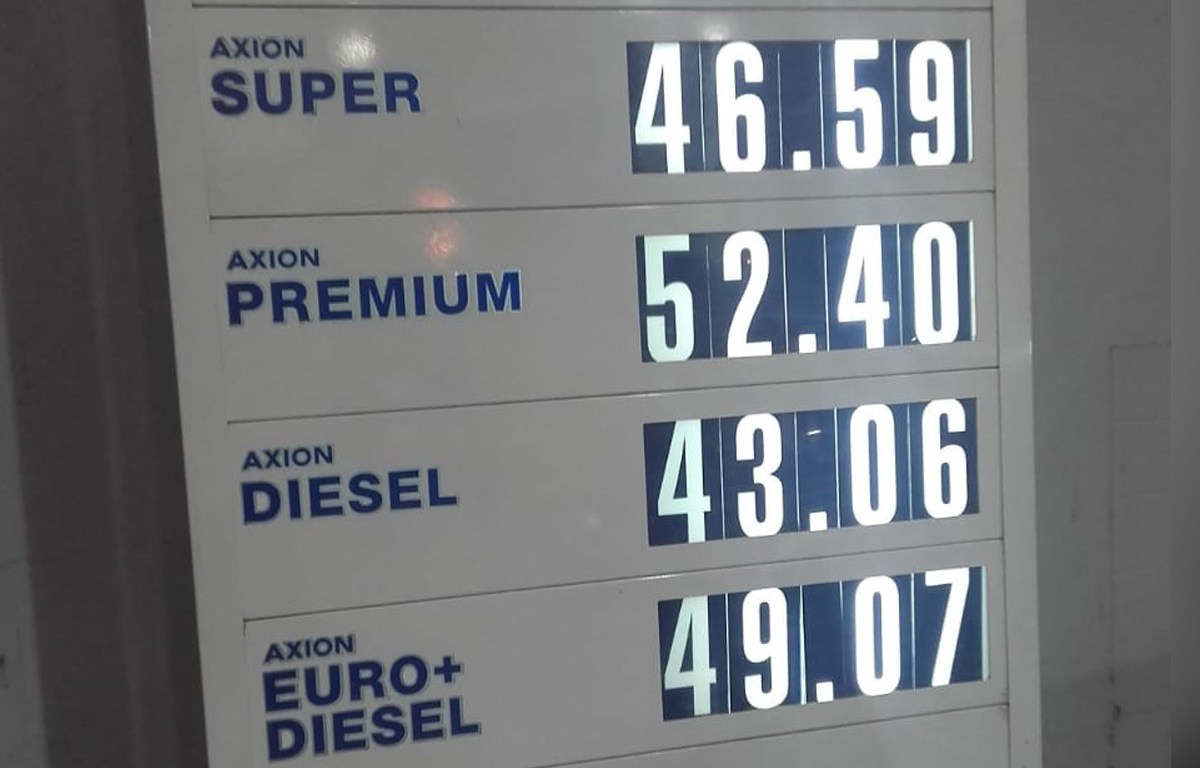 AXION
SUPER
46.59
AXION
PREMIUM
52.40
AXION
DIESEL
43.06
AXION
EURO+
DIESEL
49.07